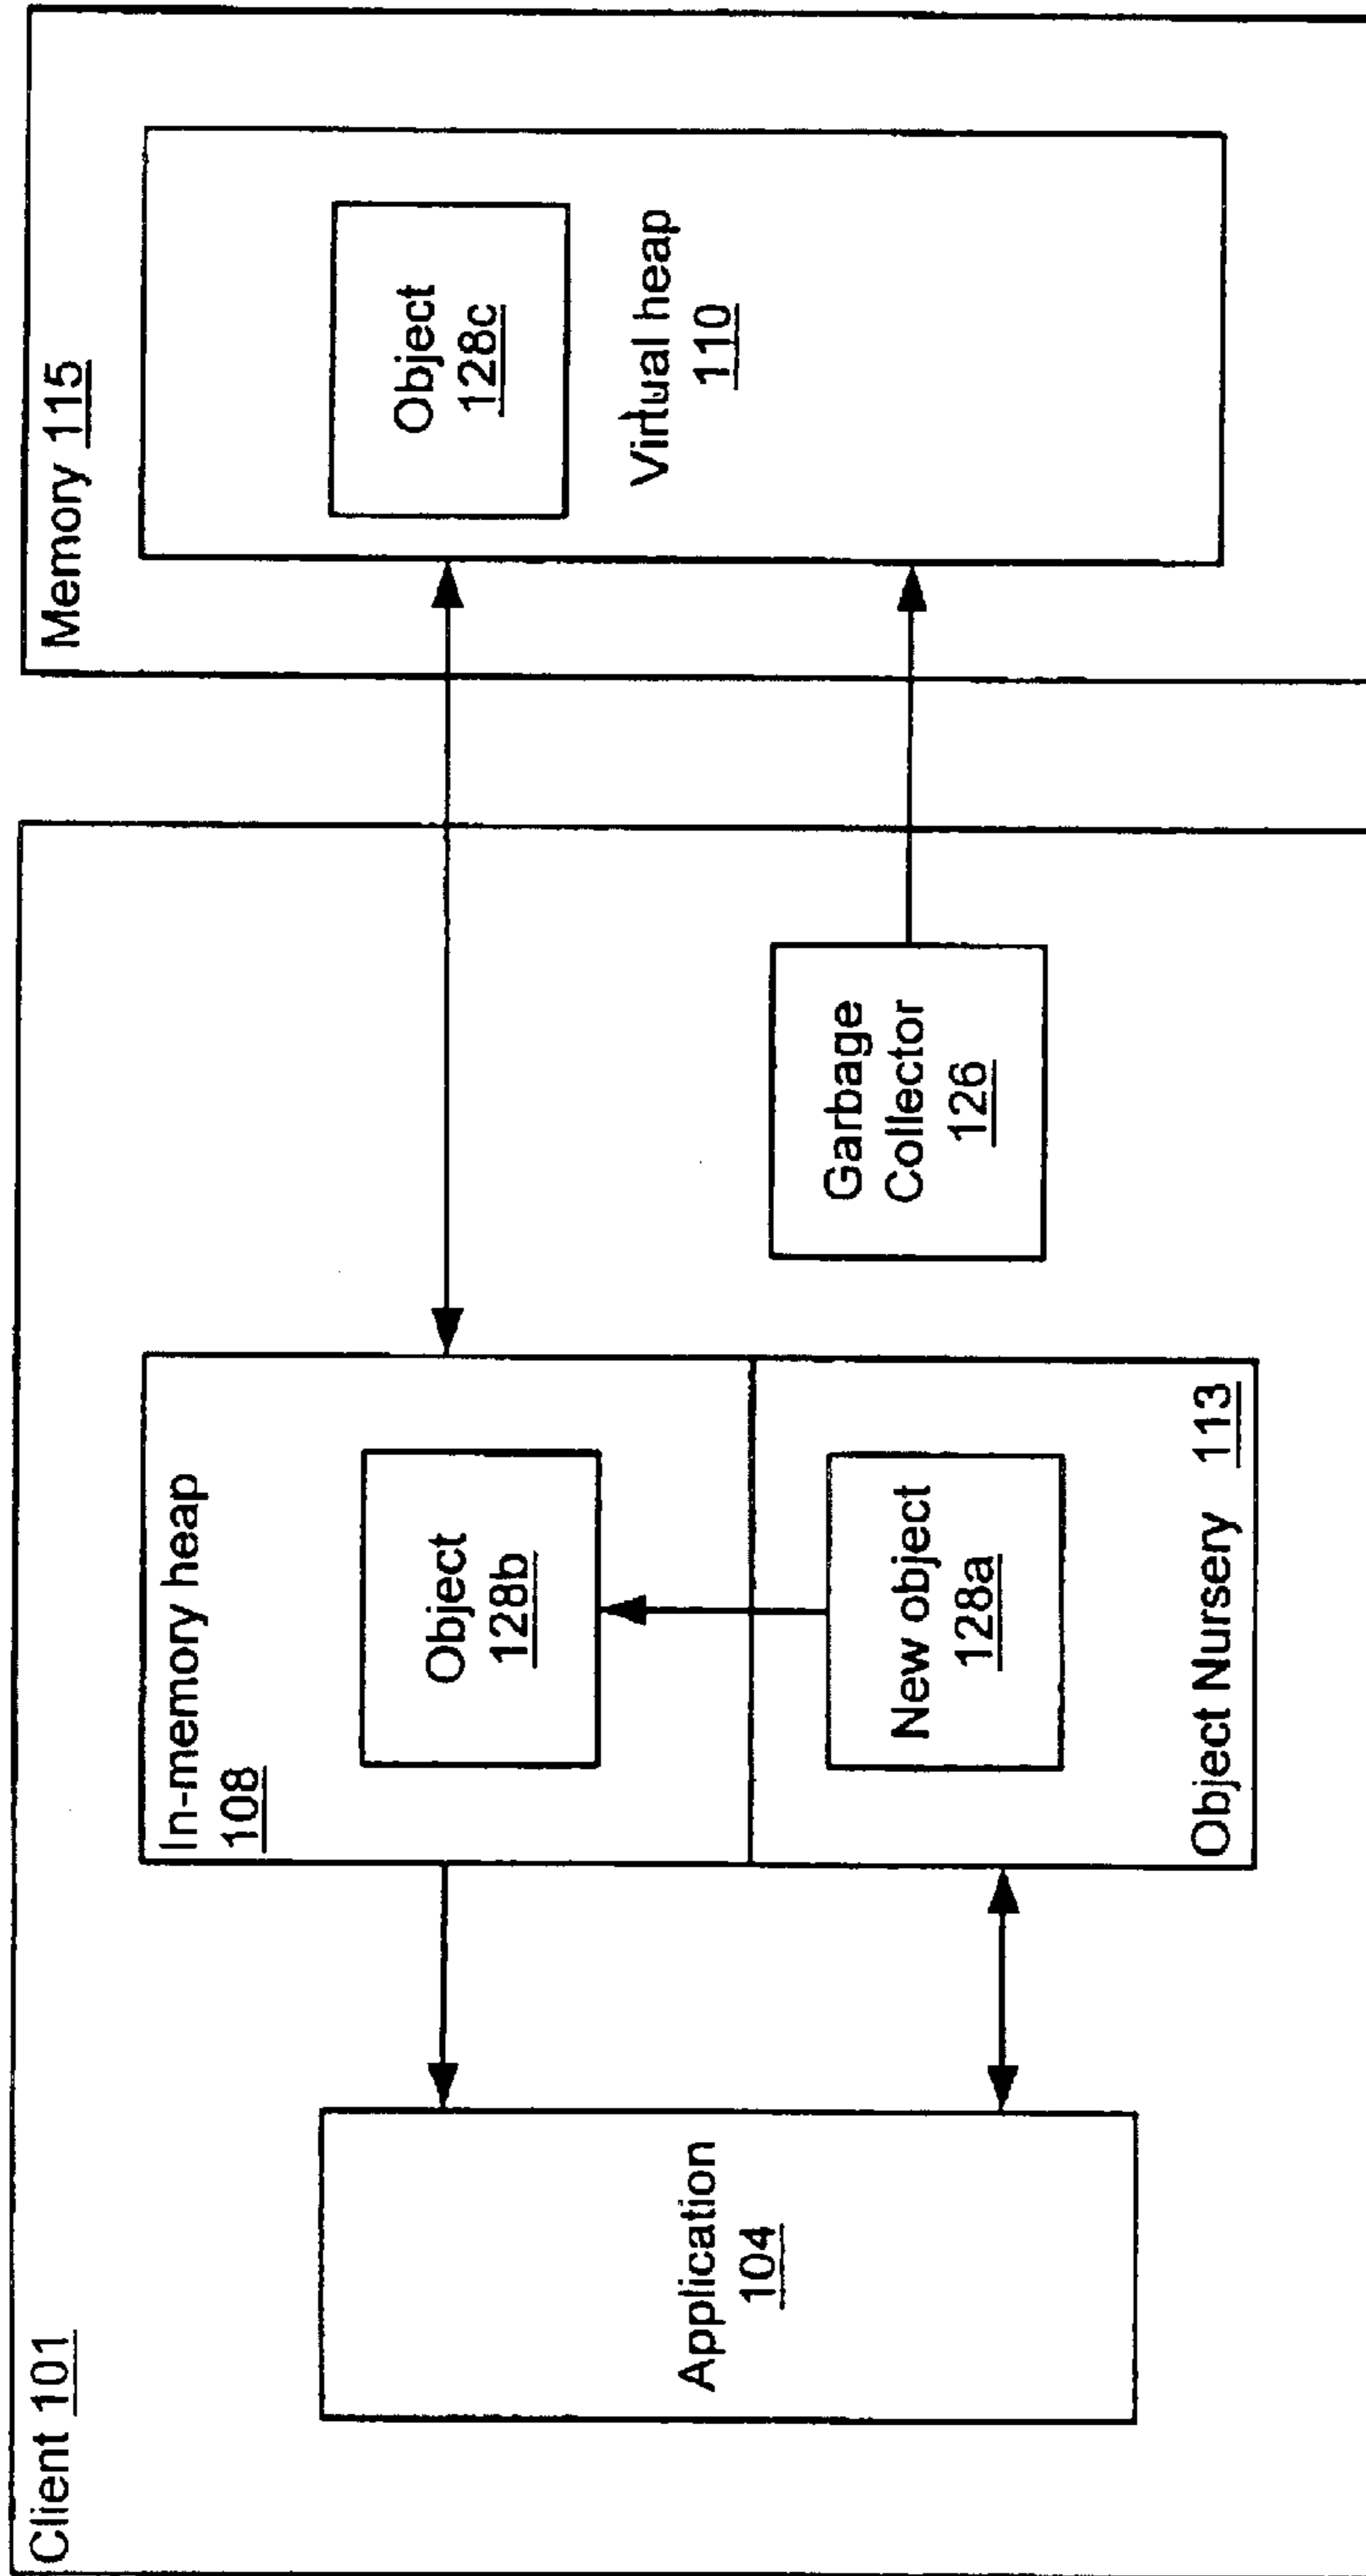 Client 101
Memory 115
In-memory heap
108
Object
128b
New object
128a
Object Nursery 113
Application
104
Garbage
Collector
126
Object
128c
Virtual heap
110